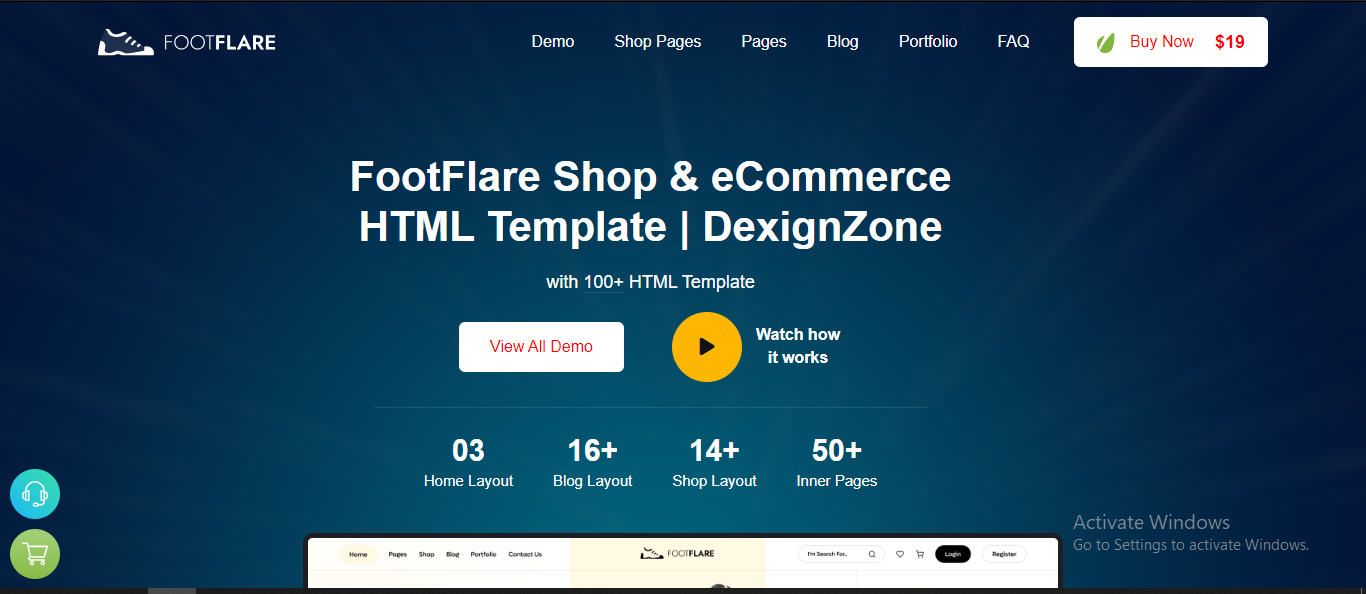 FOOTFLARE
Demo Shop Pages Pages Blog Portfolio FAQ
Buy Now $19
FootFlare Shop & eCommerce
HTML Template | DexignZone
with 100+ HTML Template
View All Demo
Watch how
it works
03 16+ 14+ 50+
Home Layout Blog Layout Shop Layout Inner Pages
Activate Windows
Go to Settings to activate Windows.
Home Pages Shop Blog Portfolio Contact Us FOOTFLARE I'm Search For.. Login Register